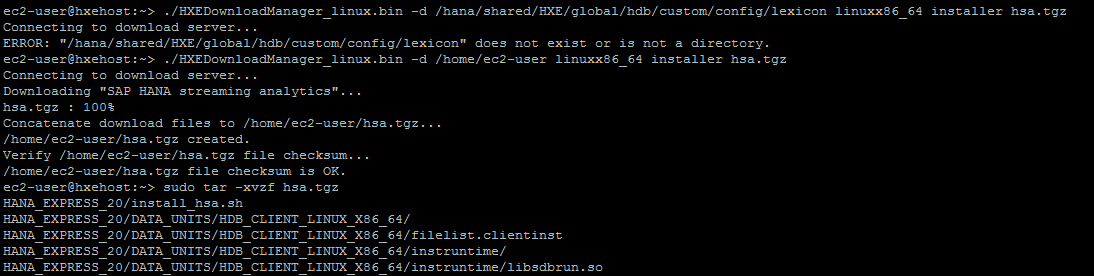 ec2-user@hxehost:~> ./HXEDownloadManager_linux.bin -d /hana/shared/HXE/global/hdb/custom/config/lexicon linuxx86_64 installer hsa.tgz
Connecting to download server...
ERROR: "/hana/shared/HXE/global/hdb/custom/config/lexicon" does not exist or is not a directory.
ec2-user@hxehost:~> ./HXEDownloadManager_linux.bin -d /home/ec2-user linuxx86_64 installer hsa.tgz
Connecting to download server...
Downloading "SAP HANA streaming analytics"...
hsa.tgz : 100%
Concatenate download files to /home/ec2-user/hsa.tgz...
/home/ec2-user/hsa.tgz created.
Verify /home/ec2-user/hsa.tgz file checksum...
/home/ec2-user/hsa.tgz file checksum is OK.
ec2-user@hxehost:~> sudo tar -xvzf hsa.tgz
HANA_EXPRESS_20/install_hsa.sh
HANA_EXPRESS_20/DATA_UNITS/HDB_CLIENT_LINUX_X86_64/
HANA_EXPRESS_20/DATA_UNITS/HDB_CLIENT_LINUX_X86_64/filelist.clientinst
HANA_EXPRESS_20/DATA_UNITS/HDB_CLIENT_LINUX_X86_64/instruntime/
HANA_EXPRESS_20/DATA_UNITS/HDB_CLIENT_LINUX_X86_64/instruntime/libsdbrun.so